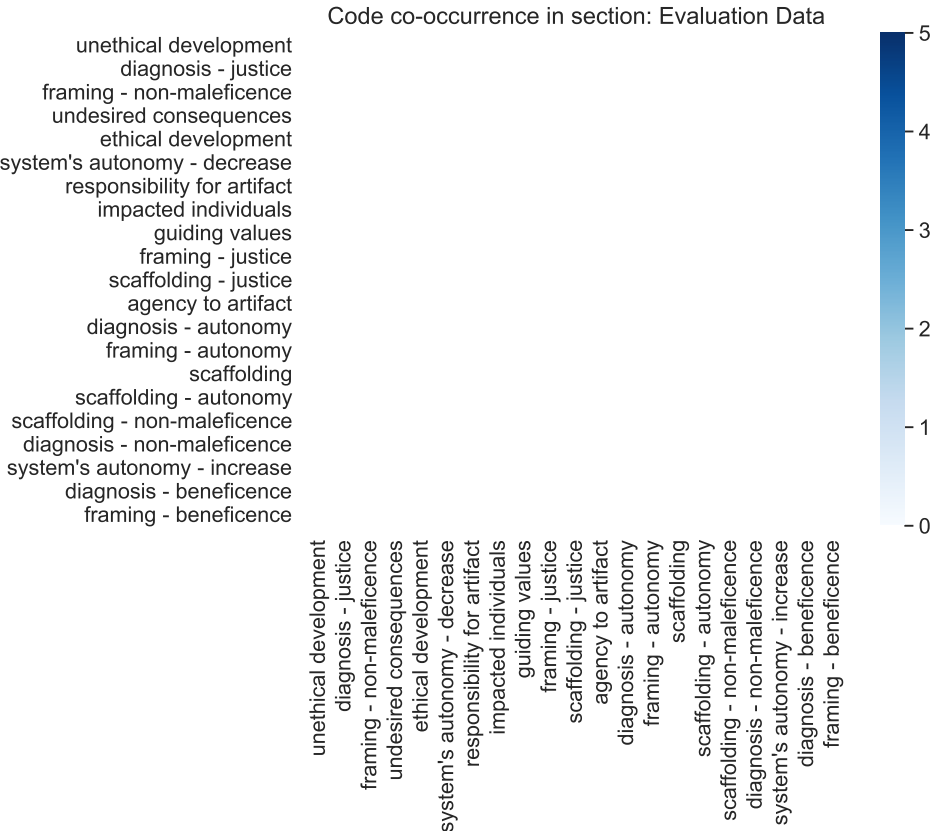 Code co-occurrence in section: Evaluation Data
unethical development
diagnosis - justice
framing - non-maleficence
undesired consequences
ethical development
system's autonomy - decrease
responsibility for artifact
impacted individuals
guiding values
framing - justice
scaffolding - justice
agency to artifact
diagnosis - autonomy
framing - autonomy
scaffolding
scaffolding - autonomy
scaffolding - non-maleficence
diagnosis - non-maleficence
system's autonomy - increase
diagnosis - beneficence
framing - beneficence
5
4
3
2
1
0
unethical development
diagnosis - justice
framing - non-maleficence
undesired consequences
ethical development
system's autonomy - decrease
responsibility for artifact
impacted individuals
guiding values
framing - justice
scaffolding - justice
agency to artifact
diagnosis - autonomy
framing - autonomy
scaffolding
scaffolding - autonomy
scaffolding - non-maleficence
diagnosis - non-maleficence
system's autonomy - increase
diagnosis - beneficence
framing - beneficence